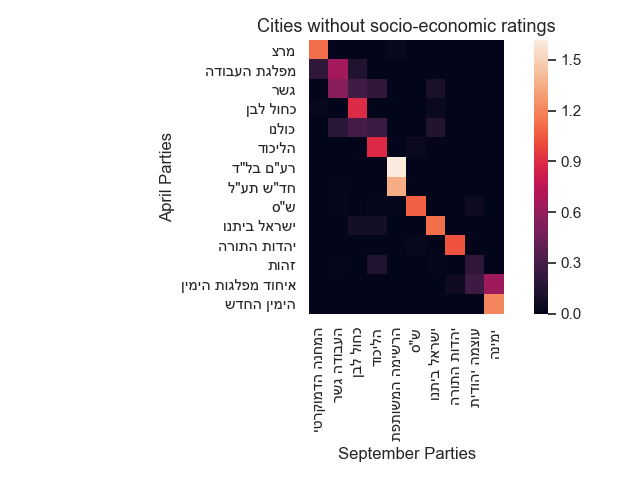 Cities without socio-economic ratings
מרצ
מפלגת העבודה
גשר
כחול לבן
כולנו
הליכוד
רע"ם בל"ד
חד"ש תע"ל
ש"ס
ישראל ביתנו
יהדות התורה
זהות
איחוד מפלגות הימין
הימין החדש
April Parties
המחנה הדמוקרטי
העבודה גשר
כחול לבן
הליכוד
הרשימה המשותפת
ש"ס
ישראל ביתנו
יהדות התורה
עוצמה יהודית
ימינה
September Parties
1.5
1.2
0.9
0.6
0.3
0.0